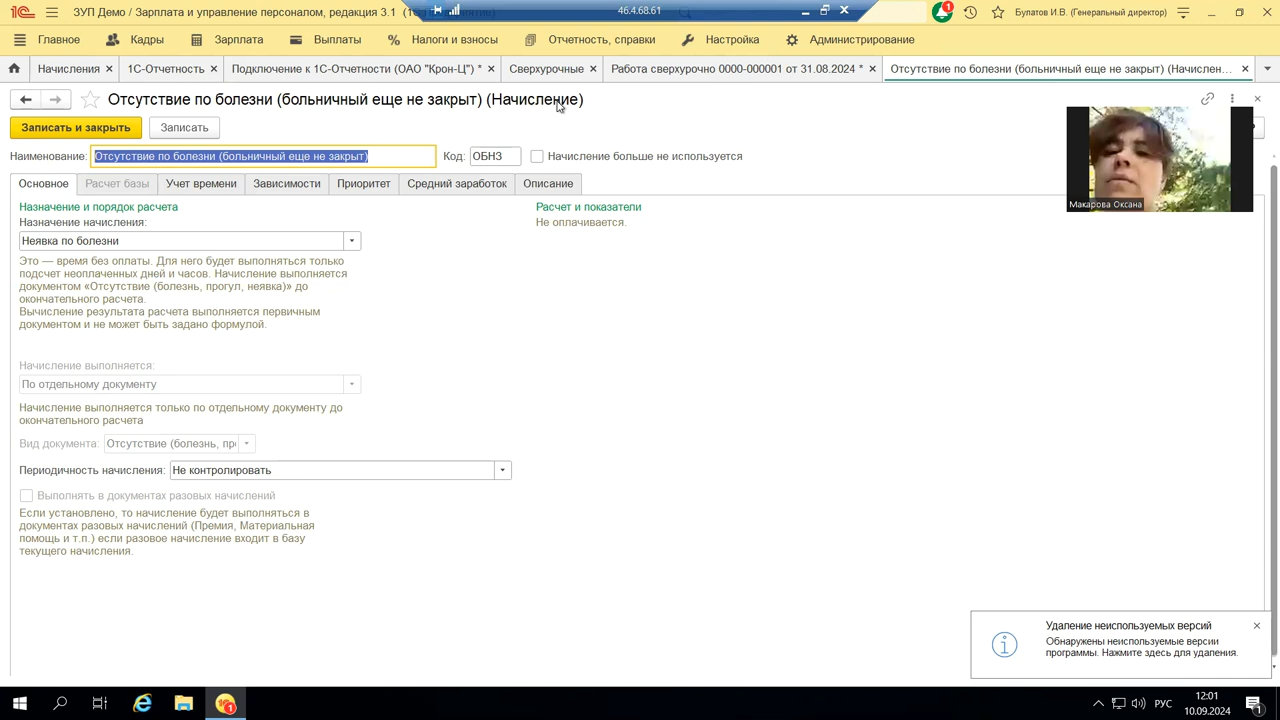 ЗУП Демо / Зарплата и управление персоналом, редакция 3.1 (1С:П
46.4.68.61
1
Булатов И.В. (Генеральный директор)
Главное
Кадры
Зарплата
Выплаты
Налоги и взносы
Отчетность, справки
Настройка
Администрирование
Начисления
1С-Отчетность
Подключение к 1С-Отчетности (ОАО "Крон-Ц") *
Сверхурочные
Работа сверхурочно 0000-000001 от 31.08.2024 *
Отсутствие по болезни (больничный еще не закрыт) (Начислен...
Отсутствие по болезни (больничный еще не закрыт) (Начисление)
Записать и закрыть
Записать
Наименование:
Отсутствие по болезни (больничный еще не закрыт)
Код:
ОБНЗ
Начисление больше не используется
Макарова Оксана
Основное
Расчет базы
Учет времени
Зависимости
Приоритет
Средний заработок
Описание
Назначение и порядок расчета
Назначение начисления:
Неявка по болезни
Это — время без оплаты. Для него будет выполняться только
подсчет неоплаченных дней и часов. Начисление выполняется
документом «Отсутствие (болезнь, прогул, неявка)» до
окончательного расчета.
Вычисление результата расчета выполняется первичным
документом и не может быть задано формулой.
Расчет и показатели
Не оплачивается.
Начисление выполняется:
По отдельному документу
Начисление выполняется только по отдельному документу до
окончательного расчета
Вид документа:
Отсутствие (болезнь, пр
Периодичность начисления:
Не контролировать
Выполнять в документах разовых начислений
Если установлено, то начисление будет выполняться в
документах разовых начислений (Премия, Материальная
помощь и т.п.) если разовое начисление входит в базу
текущего начисления.
Удаление неиспользуемых версий
Обнаружены неиспользуемые версии
программы. Нажмите здесь для удаления.
РУС
12:01
10.09.2024
1